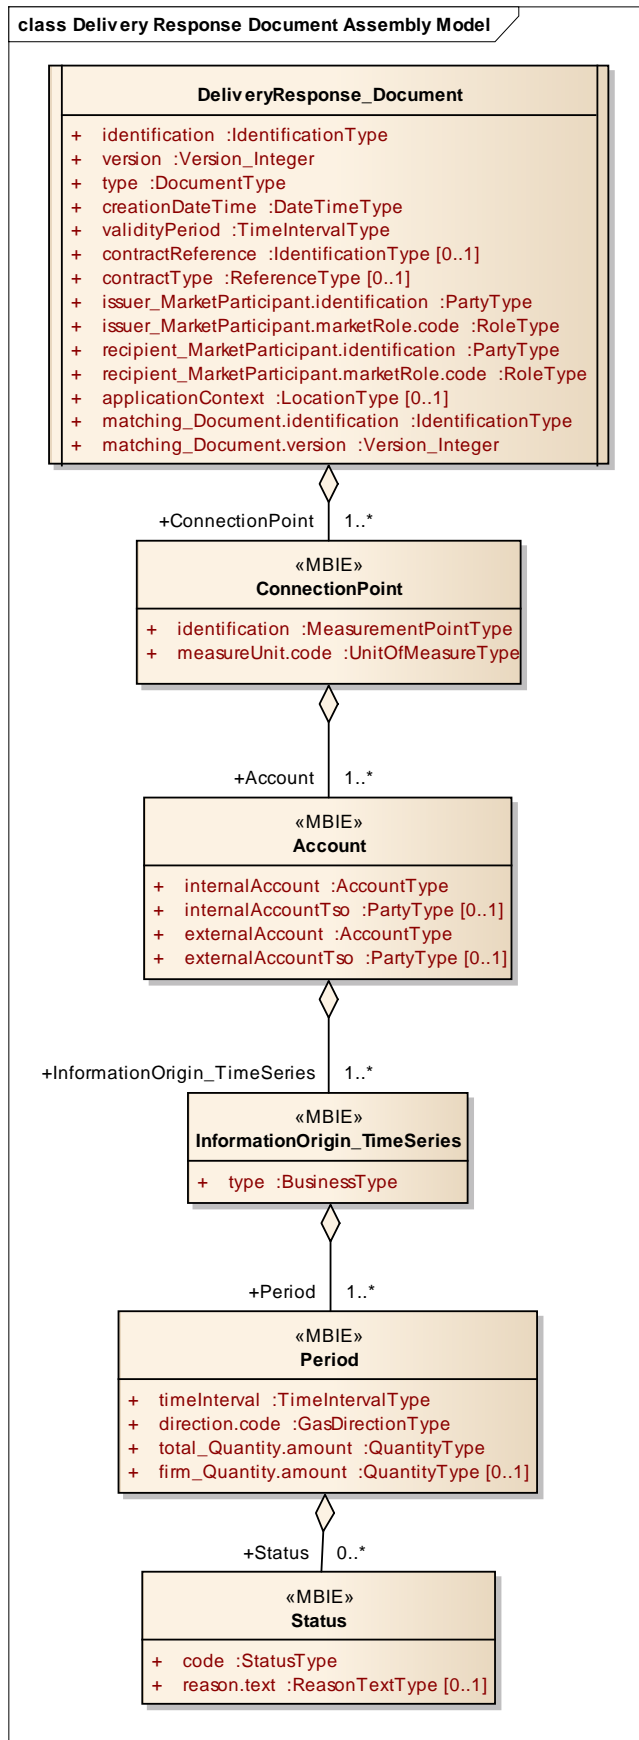 class Delivery Response Document Assembly Model
DeliveryResponse_Document
+ identification :IdentificationType
+ version :Version_Integer
+ type :DocumentType
+ creationDateTime :DateTimeType
+ validityPeriod :TimeIntervalType
+ contractReference :IdentificationType [0..1]
+ contractType :ReferenceType [0..1]
+ issuer_MarketParticipant.identification :PartyType
+ issuer_MarketParticipant.marketRole.code :RoleType
+ recipient_MarketParticipant.identification :PartyType
+ recipient_MarketParticipant.marketRole.code :RoleType
+ applicationContext :LocationType [0..1]
+ matching_Document.identification :IdentificationType
+ matching_Document.version :Version_Integer
+ConnectionPoint 1..*
«MBIE»
ConnectionPoint
+ identification :MeasurementPointType
+ measureUnit.code :UnitOfMeasureType
+Account 1..*
«MBIE»
Account
+ internalAccount :AccountType
+ internalAccountTso :PartyType [0..1]
+ externalAccount :AccountType
+ externalAccountTso :PartyType [0..1]
+InformationOrigin_TimeSeries 1..*
«MBIE»
InformationOrigin_TimeSeries
+ type :BusinessType
+Period 1..*
«MBIE»
Period
+ timeInterval :TimeIntervalType
+ direction.code :GasDirectionType
+ total_Quantity.amount :QuantityType
+ firm_Quantity.amount :QuantityType [0..1]
+Status 0..*
«MBIE»
Status
+ code :StatusType
+ reason.text :ReasonTextType [0..1]